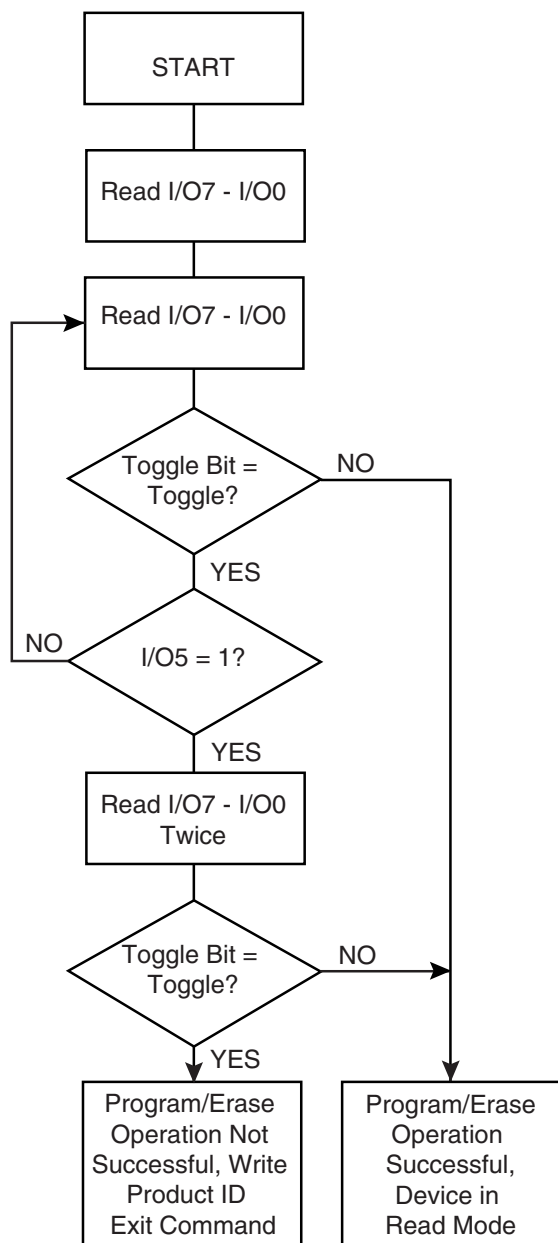 START
Read I/O7 - I/O0
Read I/O7 - I/O0
Toggle Bit =
Toggle?
NO
YES
NO
I/O5 = 1?
YES
Read I/O7 - I/O0
Twice
Toggle Bit =
Toggle?
NO
YES
Program/Erase
Operation Not
Successful, Write
Product ID
Exit Command
Program/Erase
Operation
Successful,
Device in
Read Mode